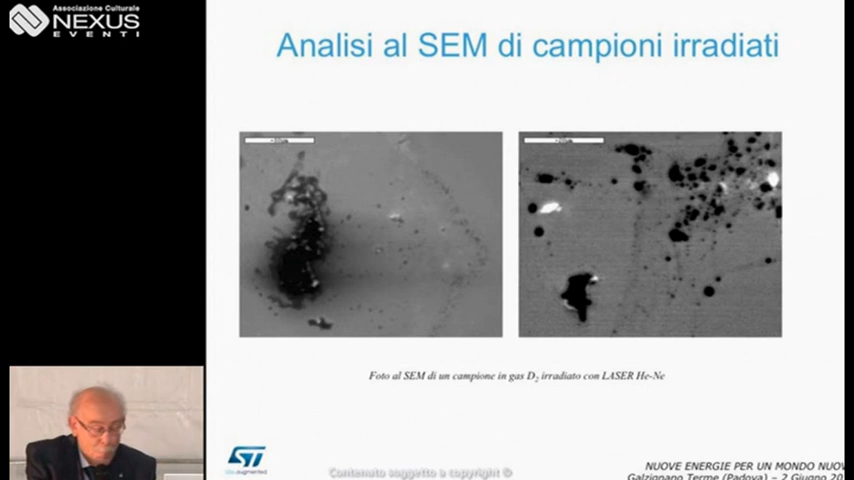 Associazione Culturale
NEXUS
EVENTI
Analisi al SEM di campioni irradiati
Foto al SEM di un campione in gas D₂ irradiato con LASER He-Ne
ST
Contenuto soggetto a copyright ©
NUOVE ENERGIE PER UN MONDO NUOV
Galzignano Terme (Padova) – 2 Giugno 20